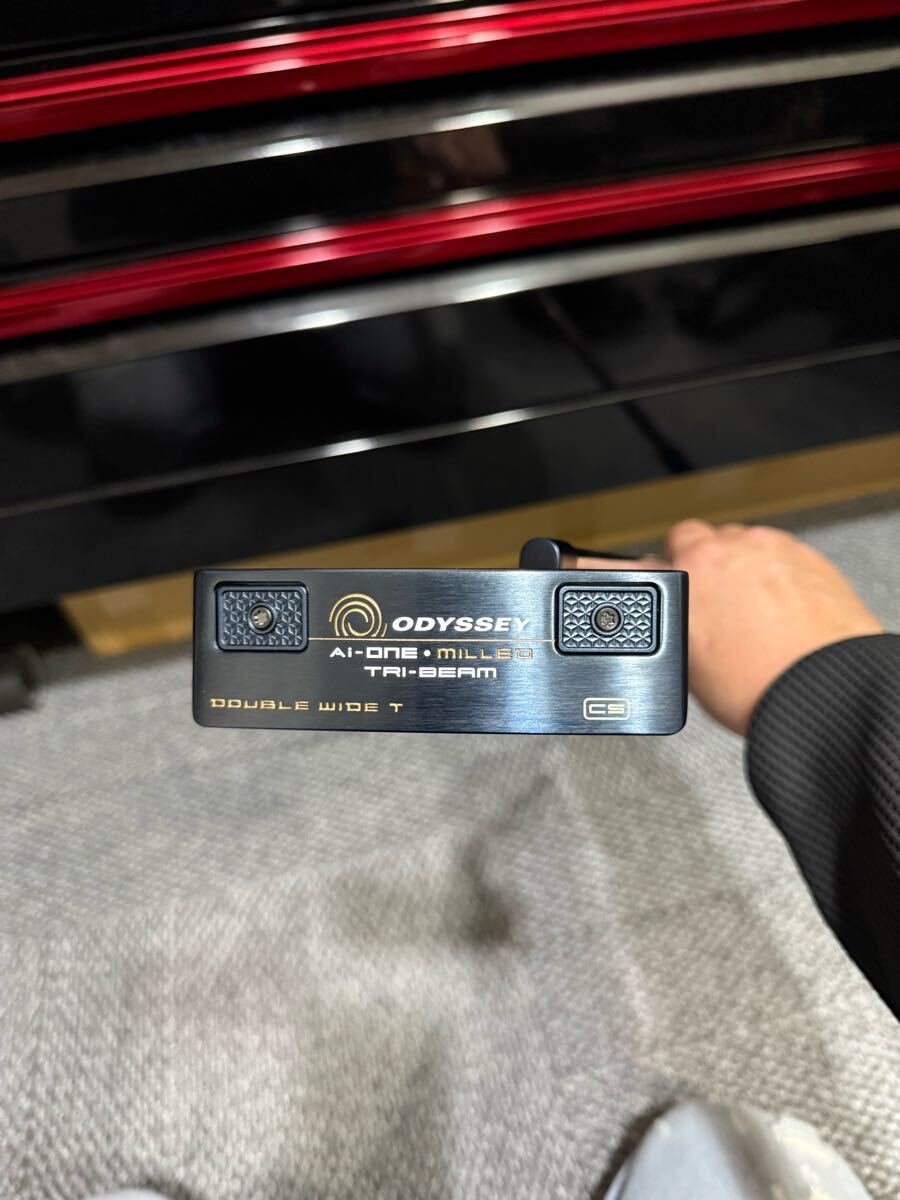 ODYSSEY
Ai-ONE • MILLED
TRI-BEAM
DOUBLE WIDE T
CS